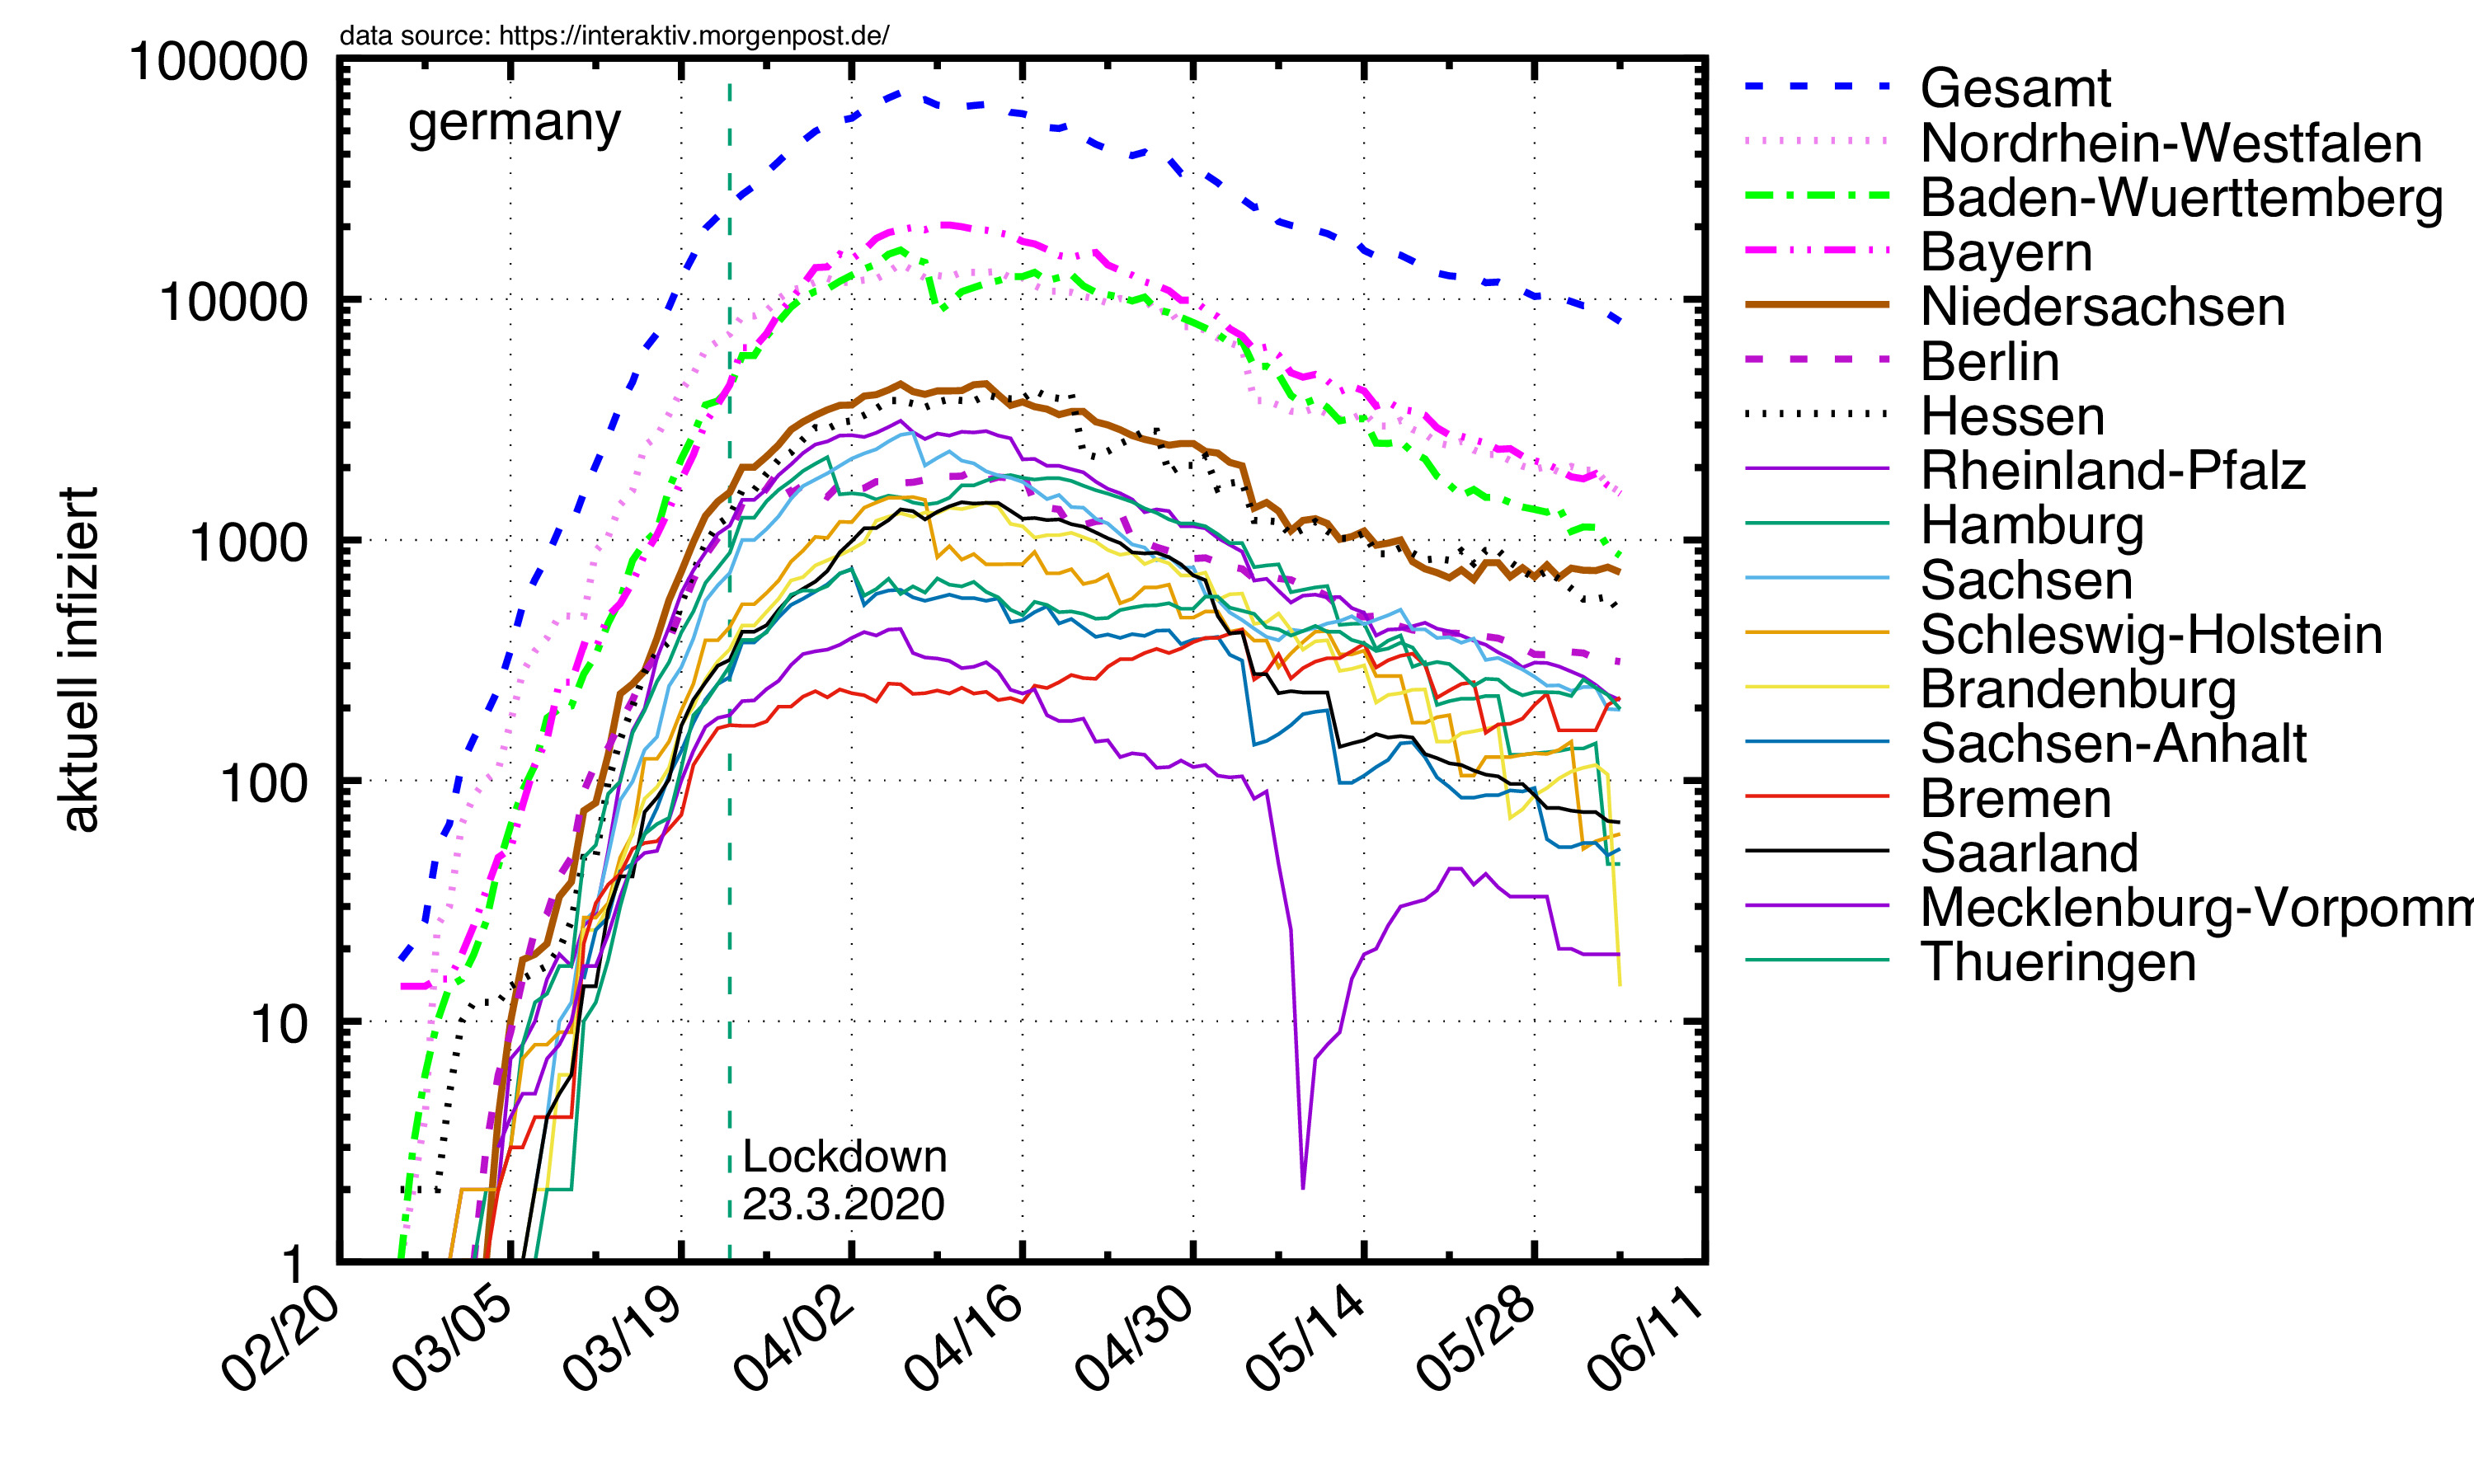 data source: https://interaktiv.morgenpost.de/
100000
10000
1000
100
10
1
aktuell infiziert
germany
Lockdown
23.3.2020
02/20
03/05
03/19
04/02
04/16
04/30
05/14
05/28
06/11
Gesamt
Nordrhein-Westfalen
Baden-Wuerttemberg
Bayern
Niedersachsen
Berlin
Hessen
Rheinland-Pfalz
Hamburg
Sachsen
Schleswig-Holstein
Brandenburg
Sachsen-Anhalt
Bremen
Saarland
Mecklenburg-Vorpomm
Thueringen